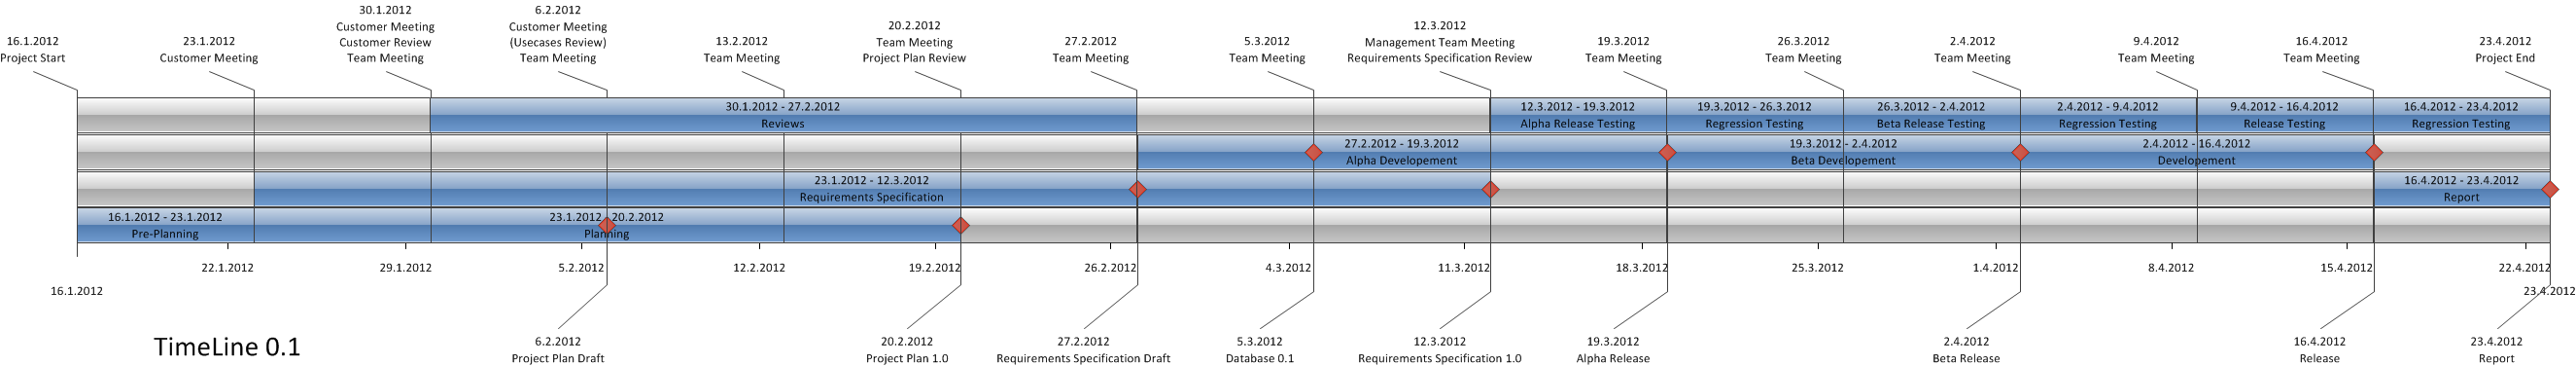 16.1.2012
Project Start
23.1.2012
Customer Meeting
30.1.2012
Customer Meeting
Customer Review
Team Meeting
6.2.2012
Customer Meeting
(Usecases Review)
Team Meeting
13.2.2012
Team Meeting
20.2.2012
Team Meeting
Project Plan Review
27.2.2012
Team Meeting
5.3.2012
Team Meeting
12.3.2012
Management Team Meeting
Requirements Specification Review
19.3.2012
Team Meeting
26.3.2012
Team Meeting
2.4.2012
Team Meeting
9.4.2012
Team Meeting
16.4.2012
Team Meeting
23.4.2012
Project End
30.1.2012 - 27.2.2012
Reviews
12.3.2012 - 19.3.2012
Alpha Release Testing
19.3.2012 - 26.3.2012
Regression Testing
26.3.2012 - 2.4.2012
Beta Release Testing
2.4.2012 - 9.4.2012
Regression Testing
9.4.2012 - 16.4.2012
Release Testing
16.4.2012 - 23.4.2012
Regression Testing
27.2.2012 - 19.3.2012
Alpha Developement
19.3.2012 - 2.4.2012
Beta Developement
2.4.2012 - 16.4.2012
Developement
23.1.2012 - 12.3.2012
Requirements Specification
16.4.2012 - 23.4.2012
Report
16.1.2012 - 23.1.2012
Pre-Planning
23.1.2012 - 20.2.2012
Planning
22.1.2012
29.1.2012
5.2.2012
12.2.2012
19.2.2012
26.2.2012
4.3.2012
11.3.2012
18.3.2012
25.3.2012
1.4.2012
8.4.2012
15.4.2012
22.4.2012
16.1.2012
23.4.2012
TimeLine 0.1
6.2.2012
Project Plan Draft
20.2.2012
Project Plan 1.0
27.2.2012
Requirements Specification Draft
5.3.2012
Database 0.1
12.3.2012
Requirements Specification 1.0
19.3.2012
Alpha Release
2.4.2012
Beta Release
16.4.2012
Release
23.4.2012
Report